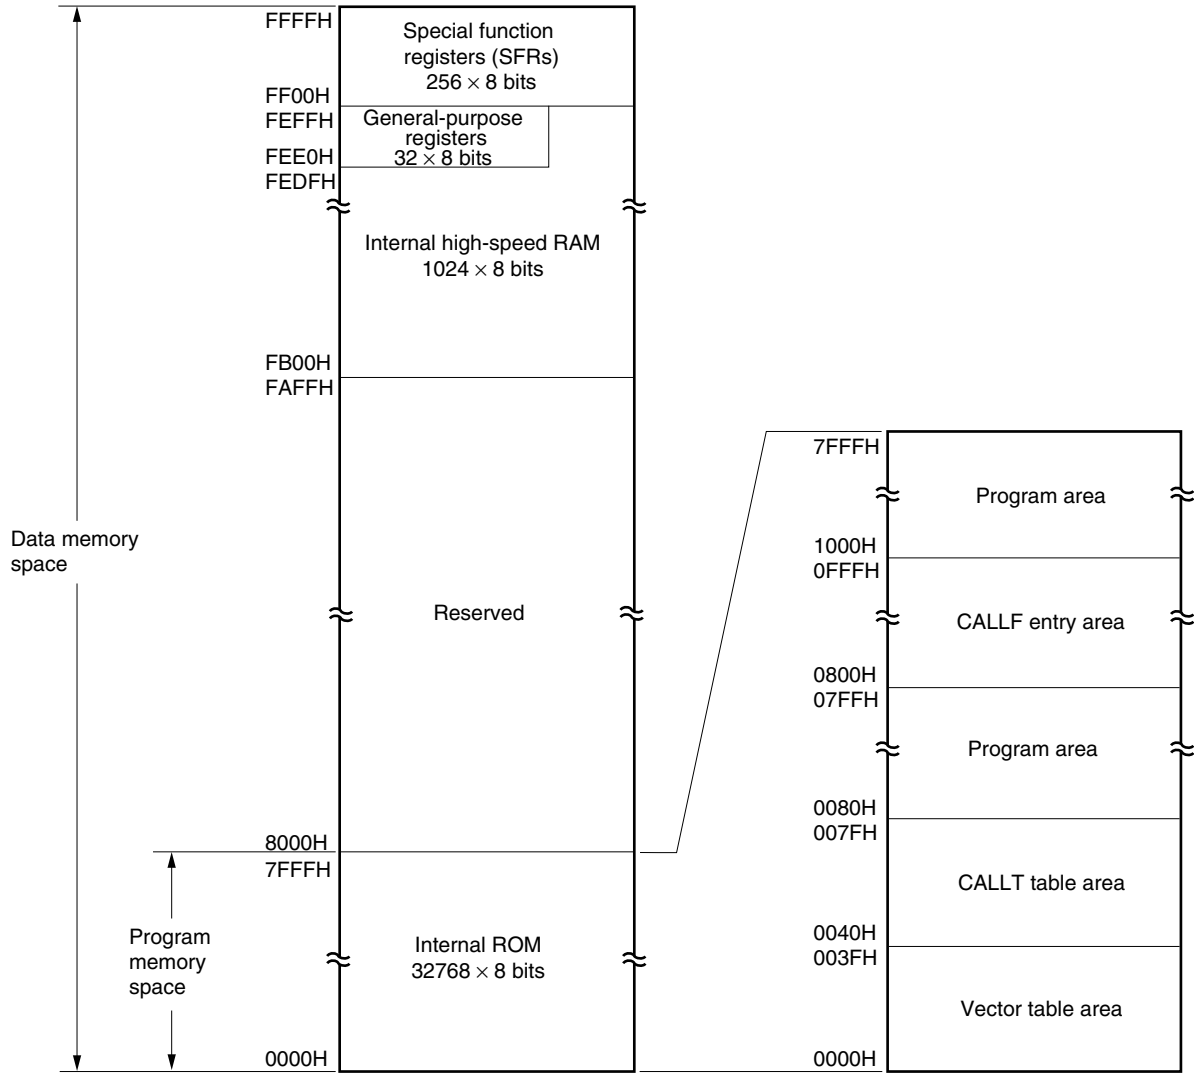 FFFFH
Special function
registers (SFRs)
256 × 8 bits
FF00H
FEFFH
General-purpose
registers
32 × 8 bits
FEE0H
FEDFH
Internal high-speed RAM
1024 × 8 bits
FB00H
FAFFH
Data memory
space
Reserved
8000H
7FFFH
Program
memory
space
Internal ROM
32768 × 8 bits
0000H
7FFFH
Program area
1000H
0FFFH
CALLF entry area
0800H
07FFH
Program area
0080H
007FH
CALLT table area
0040H
003FH
Vector table area
0000H